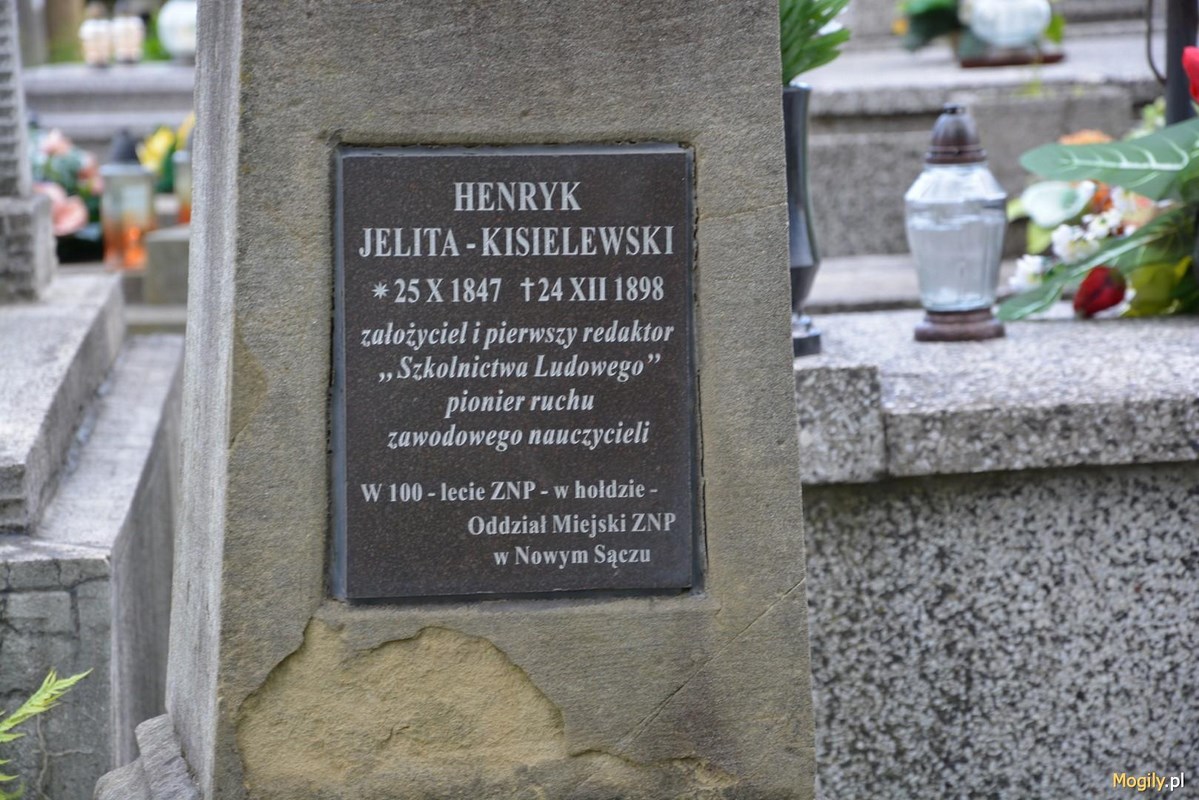 HENRYK
JELITA - KISIELEWSKI
✷ 25 X 1847 †24 XII 1898
założyciel i pierwszy redaktor
,,Szkolnictwa Ludowego”
pionier ruchu
zawodowego nauczycieli
W 100 - lecie ZNP - w hołdzie -
Oddział Miejski ZNP
w Nowym Sączu
Mogily.pl